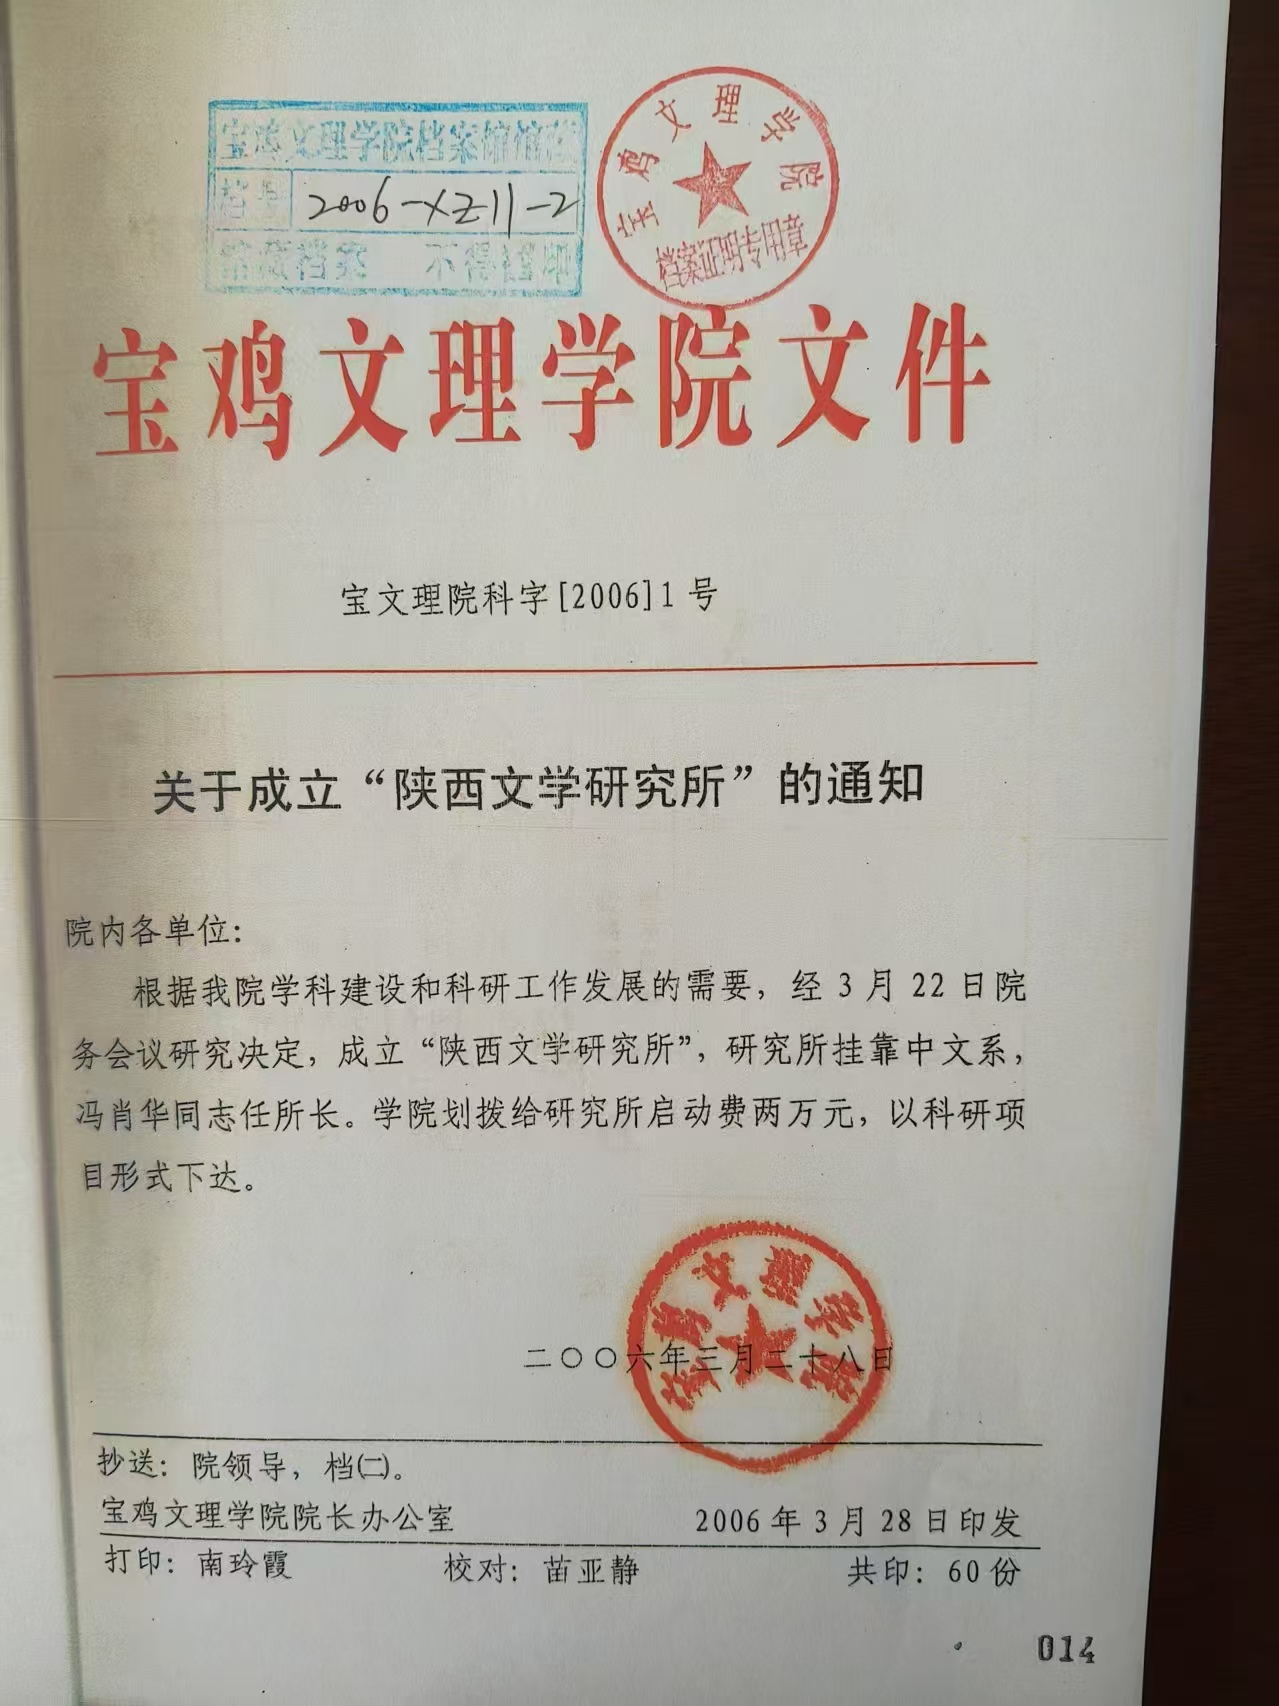 宝鸡文理学院档案馆
档号 2006-XZ11-2
馆藏档案 不得
宝鸡文理学院
档案证明专用章
宝鸡文理学院文件
宝文理院科字[2006]1号
关于成立“陕西文学研究所”的通知
院内各单位：
根据我院学科建设和科研工作发展的需要，经3月22日院
务会议研究决定，成立“陕西文学研究所”，研究所挂靠中文系，
冯肖华同志任所长。学院划拨给研究所启动费两万元，以科研项
目形式下达。
宝鸡文理学院
二〇〇六年三月二十八日
抄送：院领导，档㈡。
宝鸡文理学院院长办公室 2006年3月28日印发
打印：南玲霞 校对：苗亚静 共印：60份
014